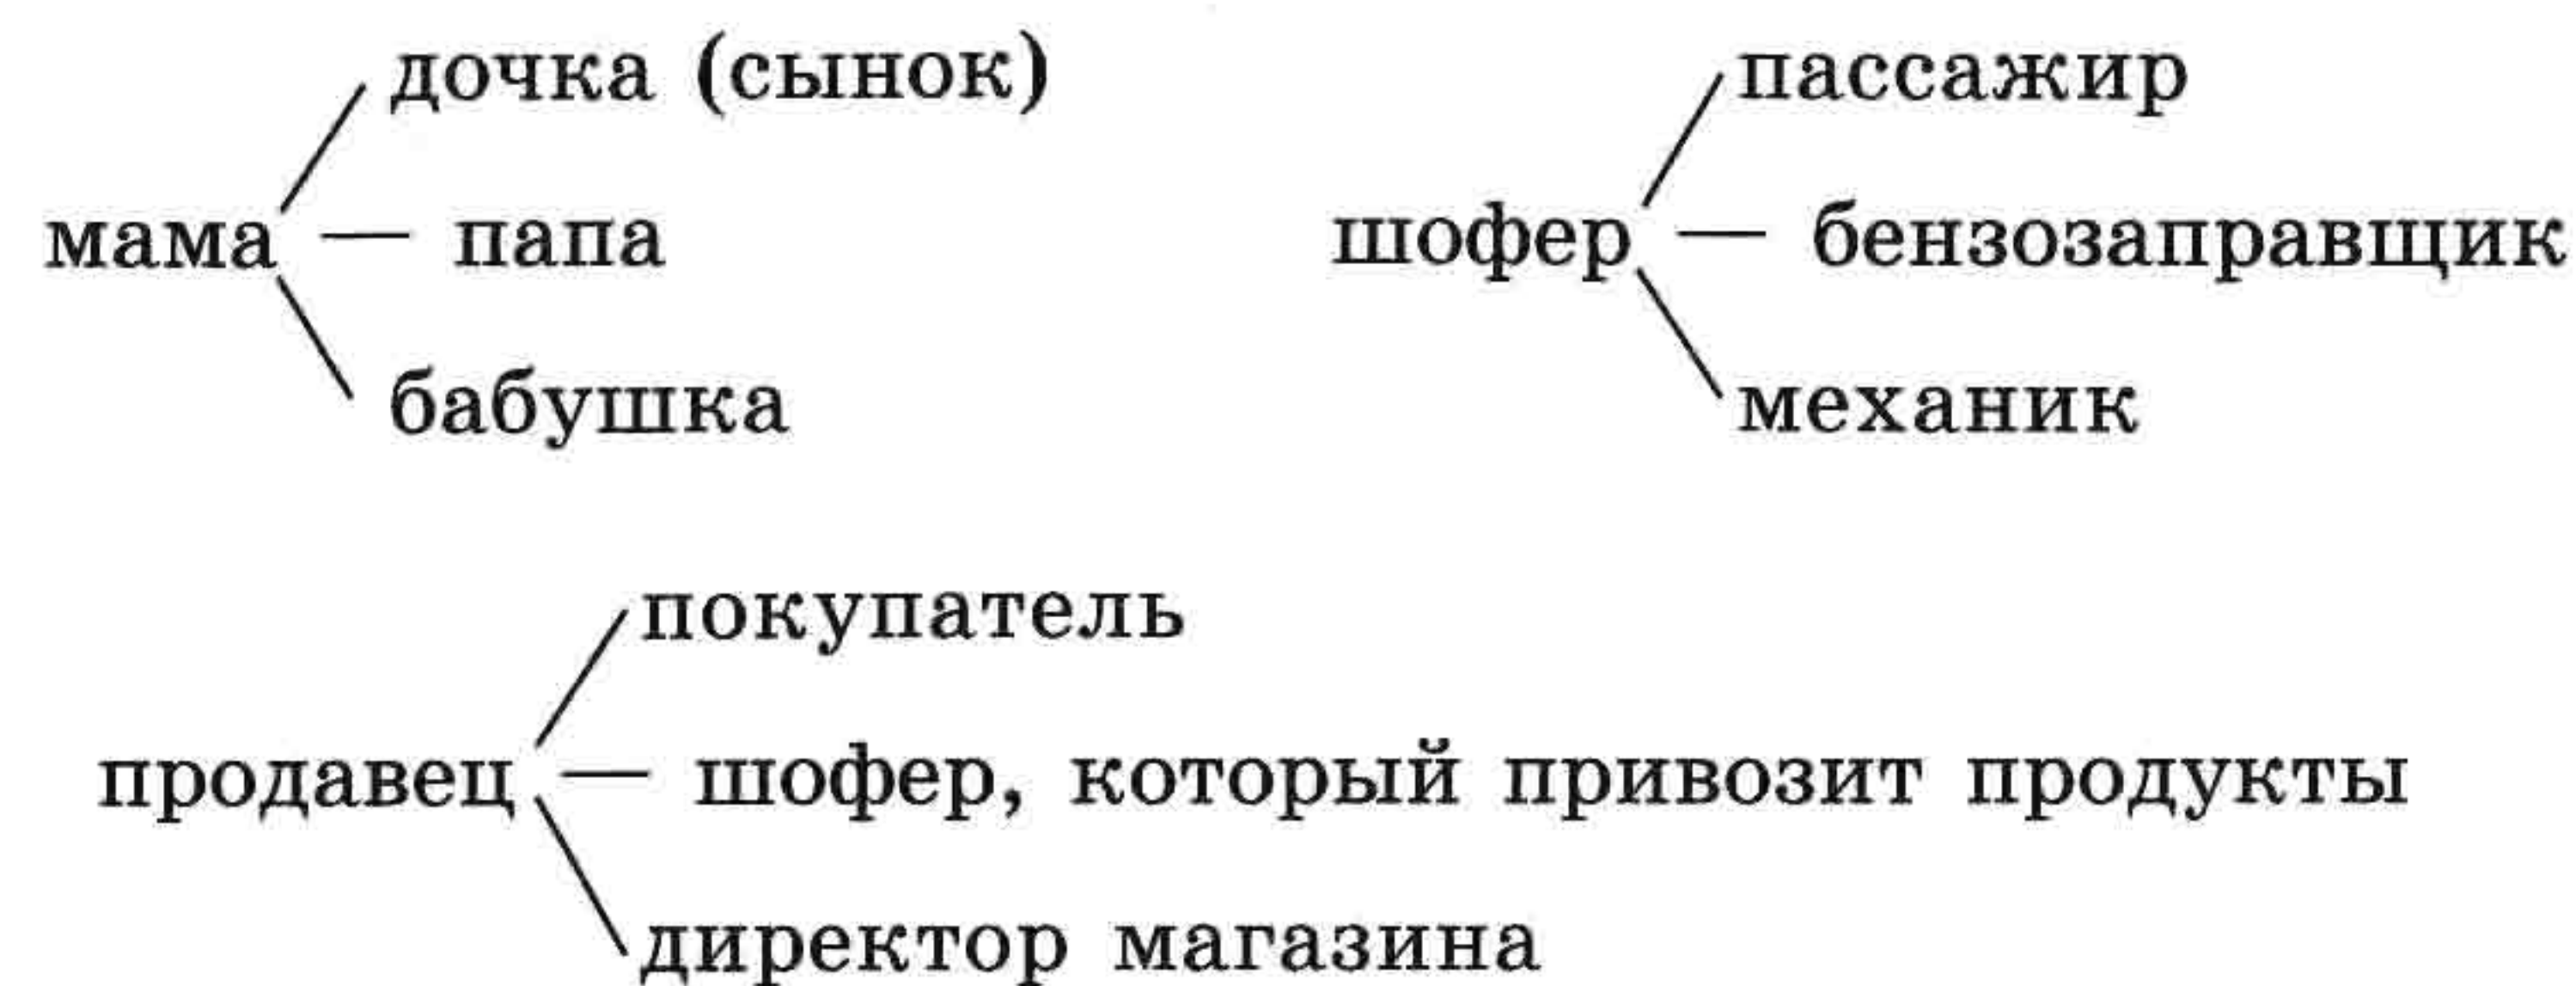 дочка (сынок)
мама — папа
бабушка
пассажир
шофер — бензозаправщик
механик
покупатель
продавец — шофер, который привозит продукты
директор магазина